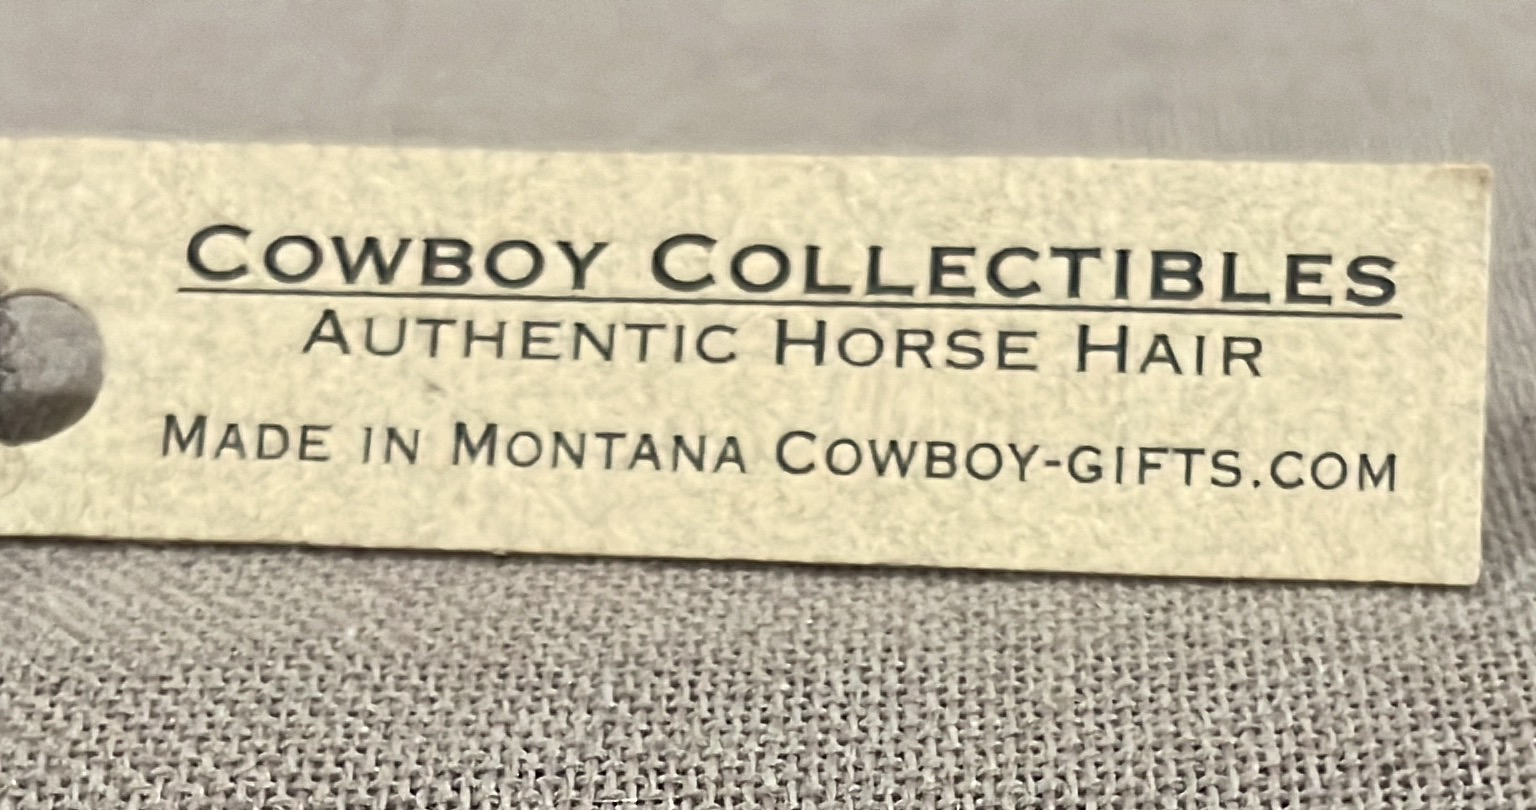 Cowboy Collectibles
Authentic Horse Hair
Made in Montana Cowboy-gifts.com